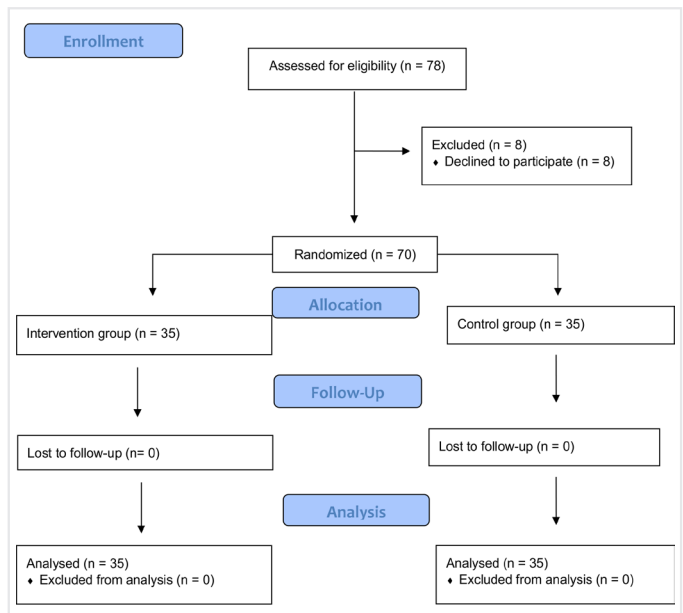 Enrollment
Assessed for eligibility (n = 78)
Excluded (n = 8)
♦ Declined to participate (n = 8)
Randomized (n = 70)
Allocation
Intervention group (n = 35)
Control group (n = 35)
Follow-Up
Lost to follow-up (n= 0)
Lost to follow-up (n = 0)
Analysis
Analysed (n = 35)
♦ Excluded from analysis (n = 0)
Analysed (n = 35)
♦ Excluded from analysis (n = 0)